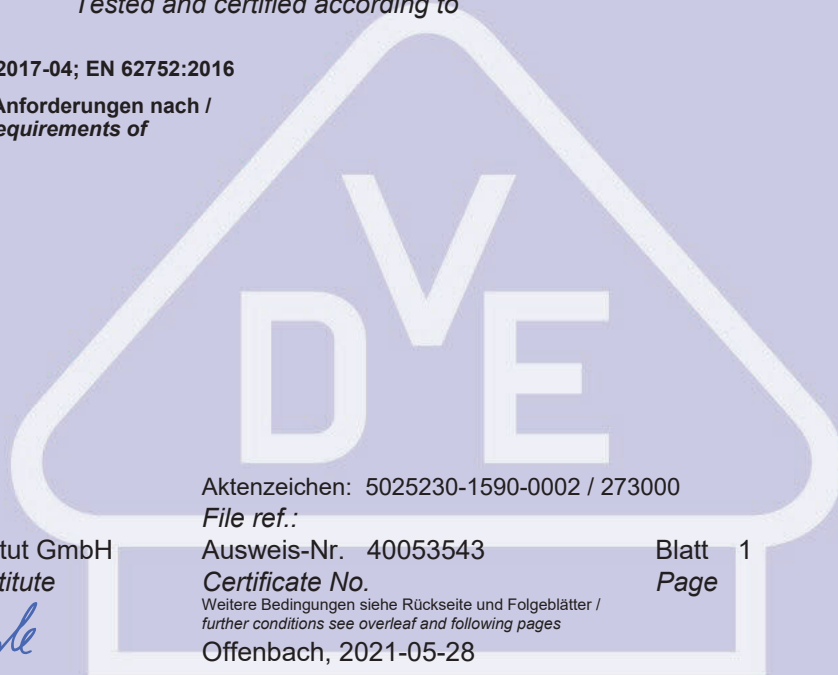 Tested and certified according to
2017-04; EN 62752:2016
Anforderungen nach /
equirements of
VDE
Aktenzeichen: 5025230-1590-0002 / 273000
File ref.:
tut GmbH Ausweis-Nr. 40053543 Blatt 1
titute Certificate No. Page
Weitere Bedingungen siehe Rückseite und Folgeblätter /
further conditions see overleaf and following pages
Offenbach, 2021-05-28